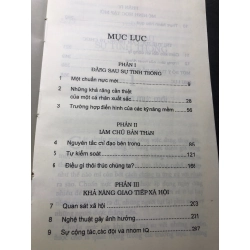 MỤC LỤC
PHẦN I
ĐẰNG SAU SỰ TINH THÔNG
1 Một chuẩn mực mới 9
2 Những khả năng cần thiết
của một cá nhân xuất sắc
3 Trường hợp điển hình của các kỹ năng mềm
PHẦN II
LÀM CHỦ BẢN THÂN
4 Nguyên tắc chỉ đạo bên trong
5 Tự kiểm soát 121
6 Điều gì thôi thúc chúng ta?
PHẦN III
KHẢ NĂNG GIAO TIẾP XÃ HỘI
7 Quan sát xã hội 203
8 Nghệ thuật gây ảnh hưởng
9 Sự cộng tác, các đội và nhóm IQ